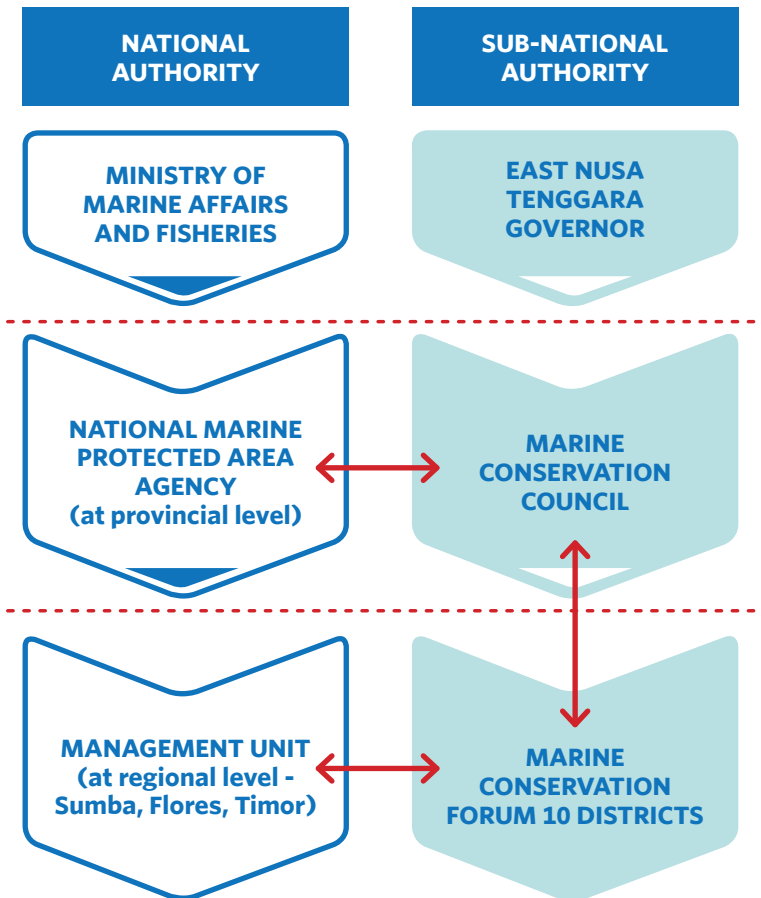 NATIONAL
AUTHORITY
SUB-NATIONAL
AUTHORITY
MINISTRY OF
MARINE AFFAIRS
AND FISHERIES
EAST NUSA
TENGGARA
GOVERNOR
NATIONAL MARINE
PROTECTED AREA
AGENCY
(at provincial level)
MARINE
CONSERVATION
COUNCIL
MANAGEMENT UNIT
(at regional level -
Sumba, Flores, Timor)
MARINE
CONSERVATION
FORUM 10 DISTRICTS